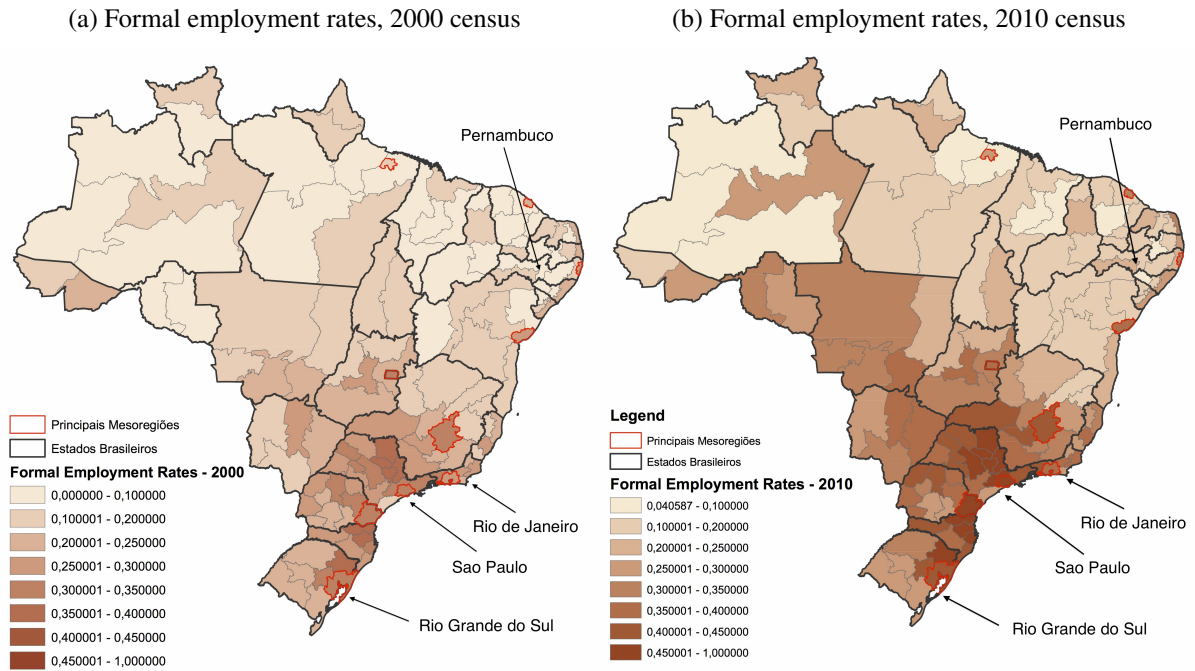 (a) Formal employment rates, 2000 census
(b) Formal employment rates, 2010 census
Pernambuco
Principais Mesoregiões
Estados Brasileiros
Formal Employment Rates - 2000
0,000000 - 0,100000
0,100001 - 0,200000
0,200001 - 0,250000
0,250001 - 0,300000
0,300001 - 0,350000
0,350001 - 0,400000
0,400001 - 0,450000
0,450001 - 1,000000
Rio de Janeiro
Sao Paulo
Rio Grande do Sul
Pernambuco
Legend
Principais Mesoregiões
Estados Brasileiros
Formal Employment Rates - 2010
0,040587 - 0,100000
0,100001 - 0,200000
0,200001 - 0,250000
0,250001 - 0,300000
0,300001 - 0,350000
0,350001 - 0,400000
0,400001 - 0,450000
0,450001 - 1,000000
Rio de Janeiro
Sao Paulo
Rio Grande do Sul